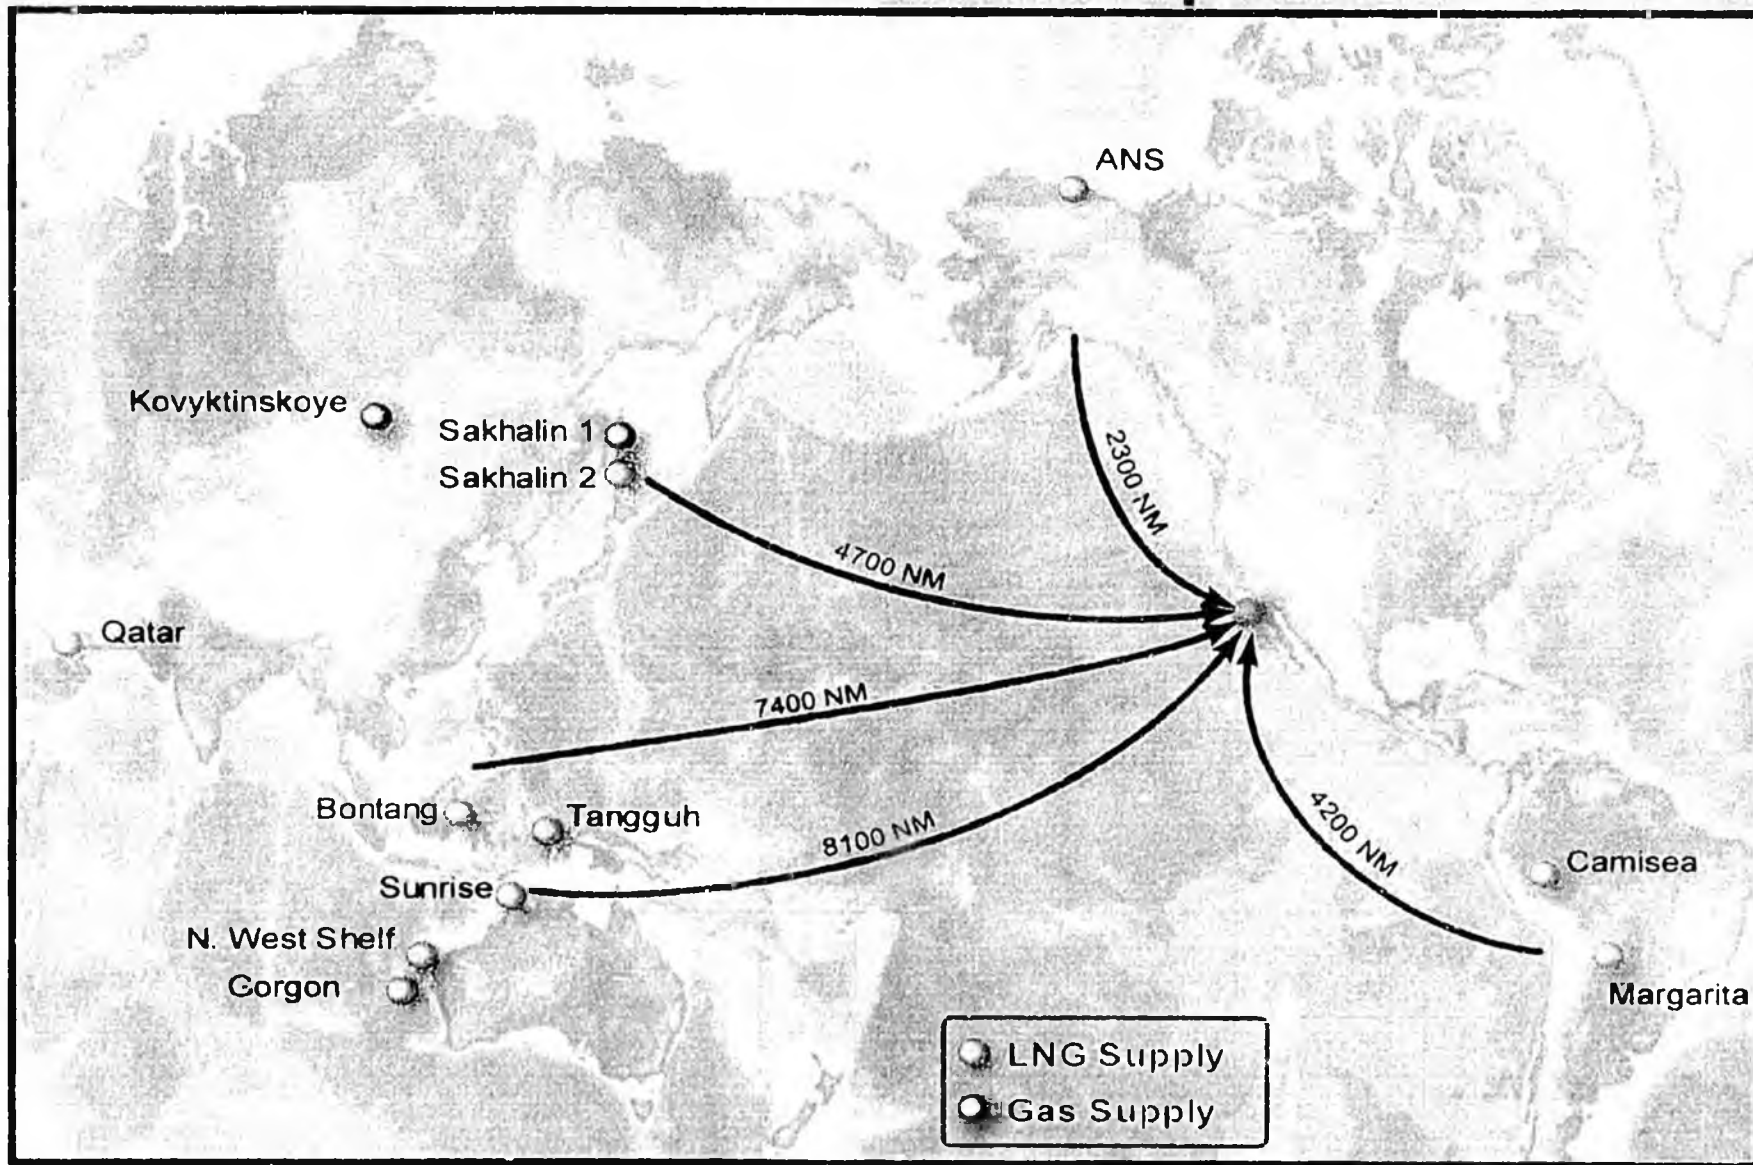 ANS
Kovyktinskoye
Sakhalin 1
Sakhalin 2
2300 NM
4700 NM
Qatar
7400 NM
Bontang
Tangguh
8100 NM
4200 NM
Camisea
Sunrise
N. West Shelf
Gorgon
Margarita
LNG Supply
Gas Supply